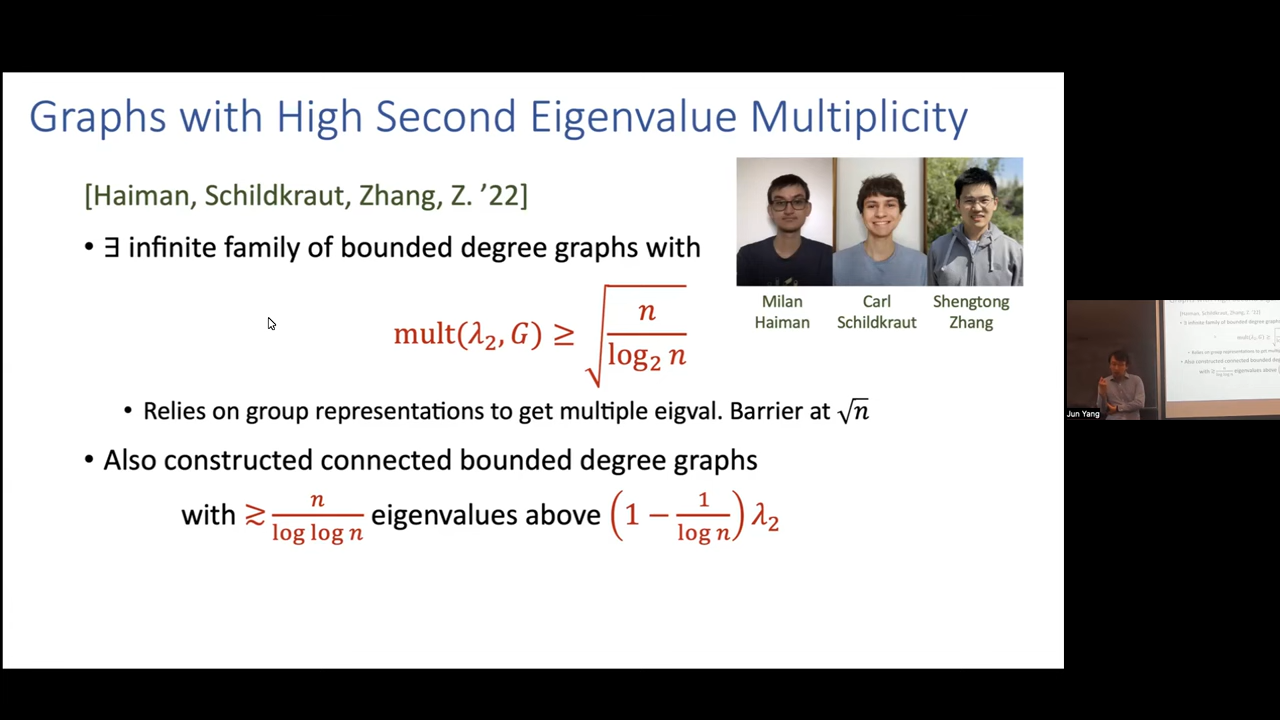 Graphs with High Second Eigenvalue Multiplicity
[Haiman, Schildkraut, Zhang, Z. ’22]
• ∃ infinite family of bounded degree graphs with
mult(λ₂, G) ≥ √(n / log₂ n)
• Relies on group representations to get multiple eigval. Barrier at √n
• Also constructed connected bounded degree graphs
with ≳ n / log log n eigenvalues above (1 − 1 / log n) λ₂
Milan Haiman
Carl Schildkraut
Shengtong Zhang
Jun Yang